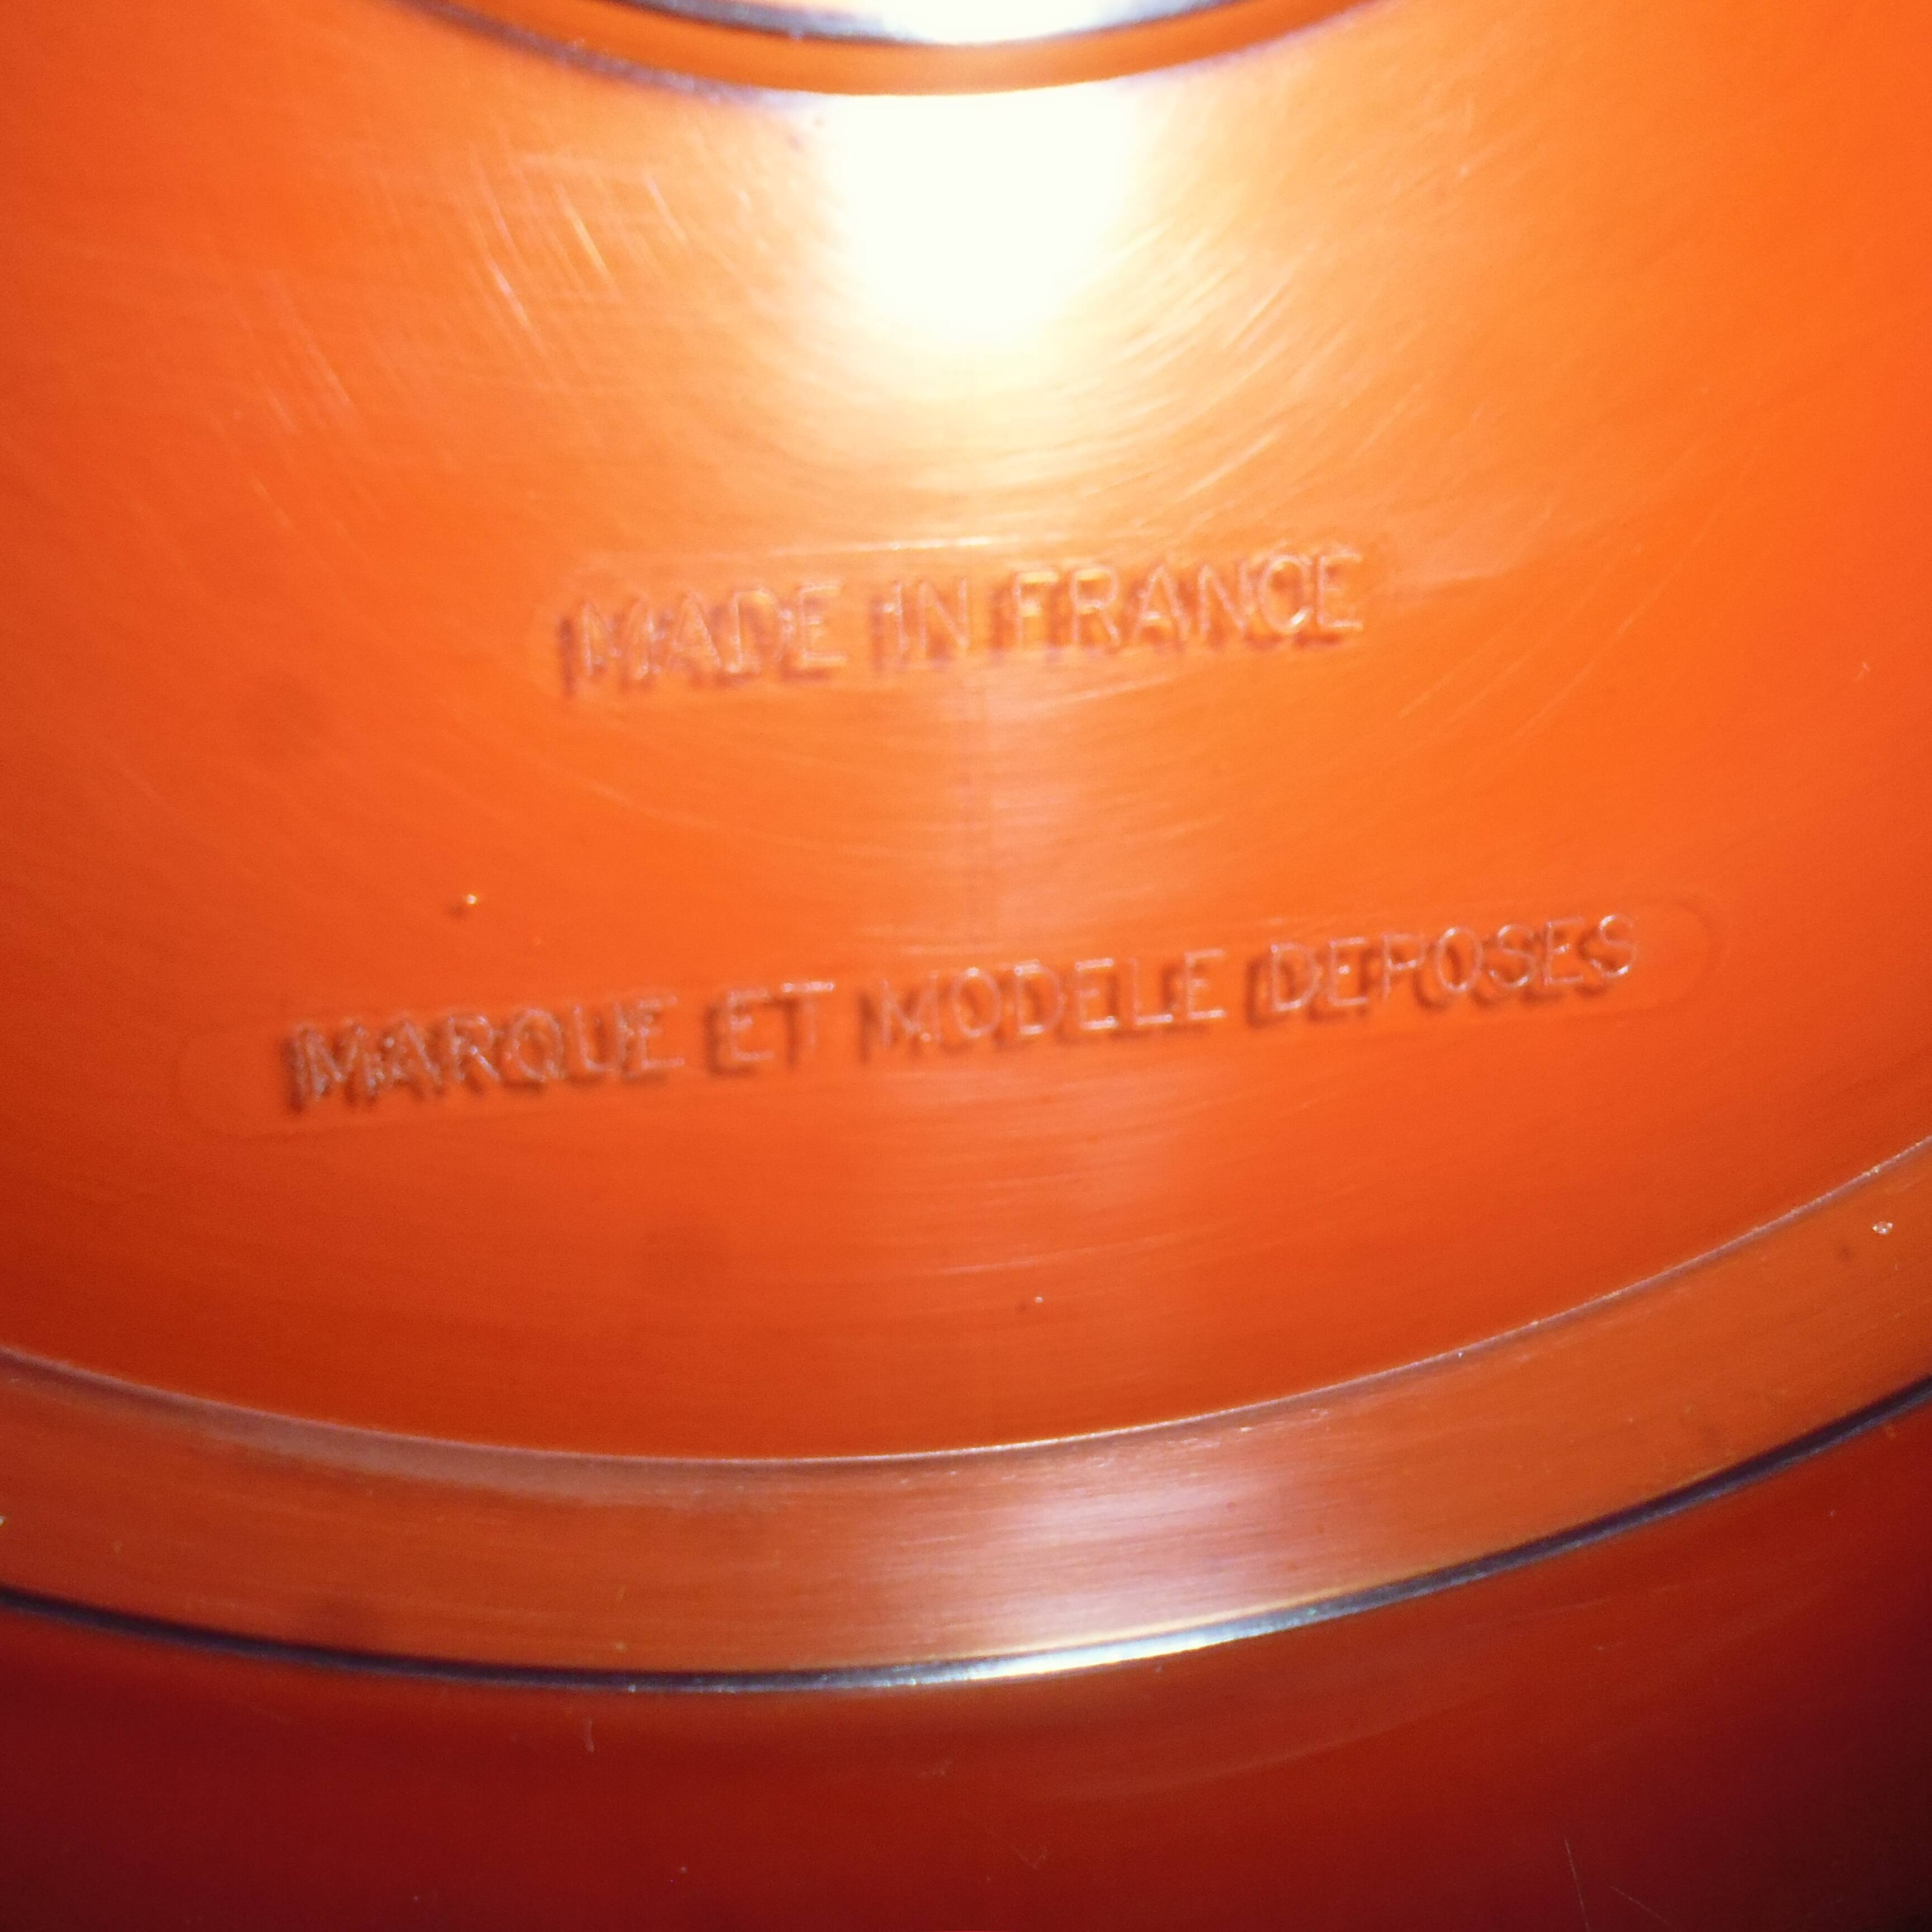 MADE IN FRANCE
MARQUE ET MODELE DEPOSES